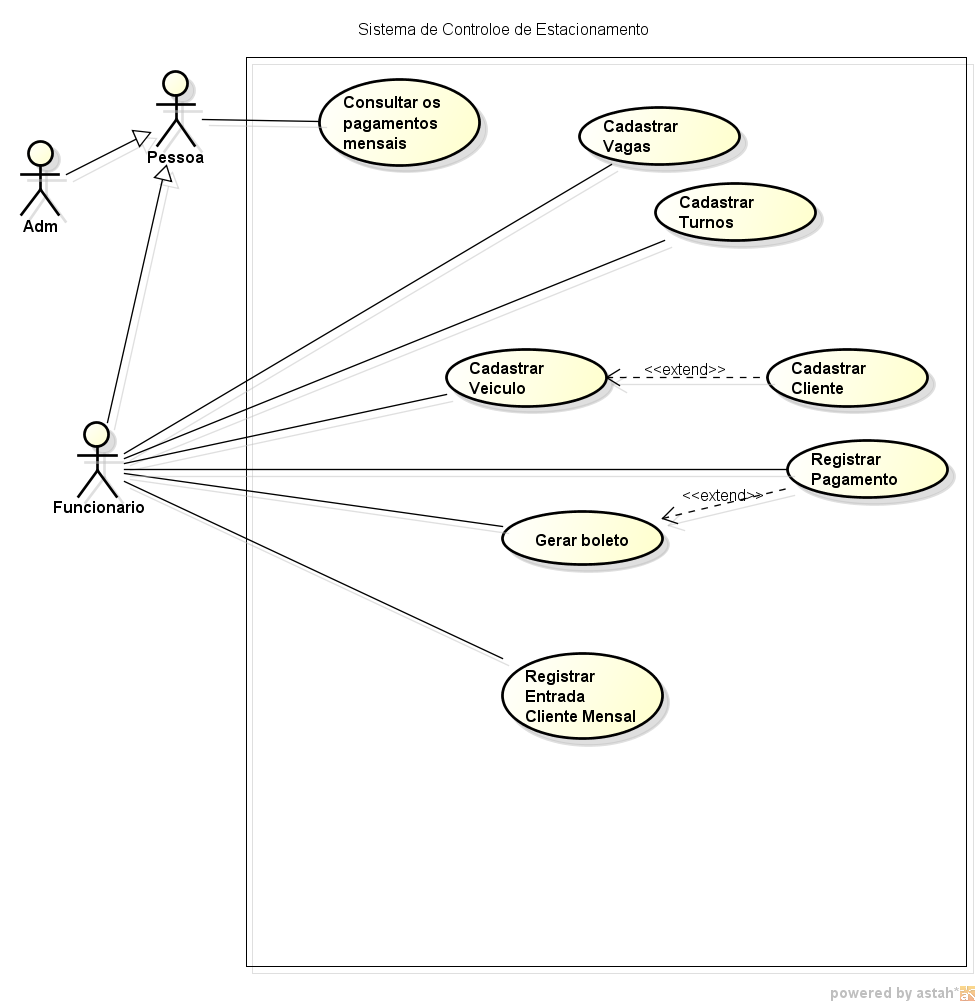 Sistema de Controloe de Estacionamento
Consultar os
pagamentos
mensais
Cadastrar
Vagas
Pessoa
Cadastrar
Turnos
Adm
Cadastrar
Veiculo
<<extend>>
Cadastrar
Cliente
Registrar
Pagamento
<<extend>>
Funcionario
Gerar boleto
Registrar
Entrada
Cliente Mensal
powered by astah*